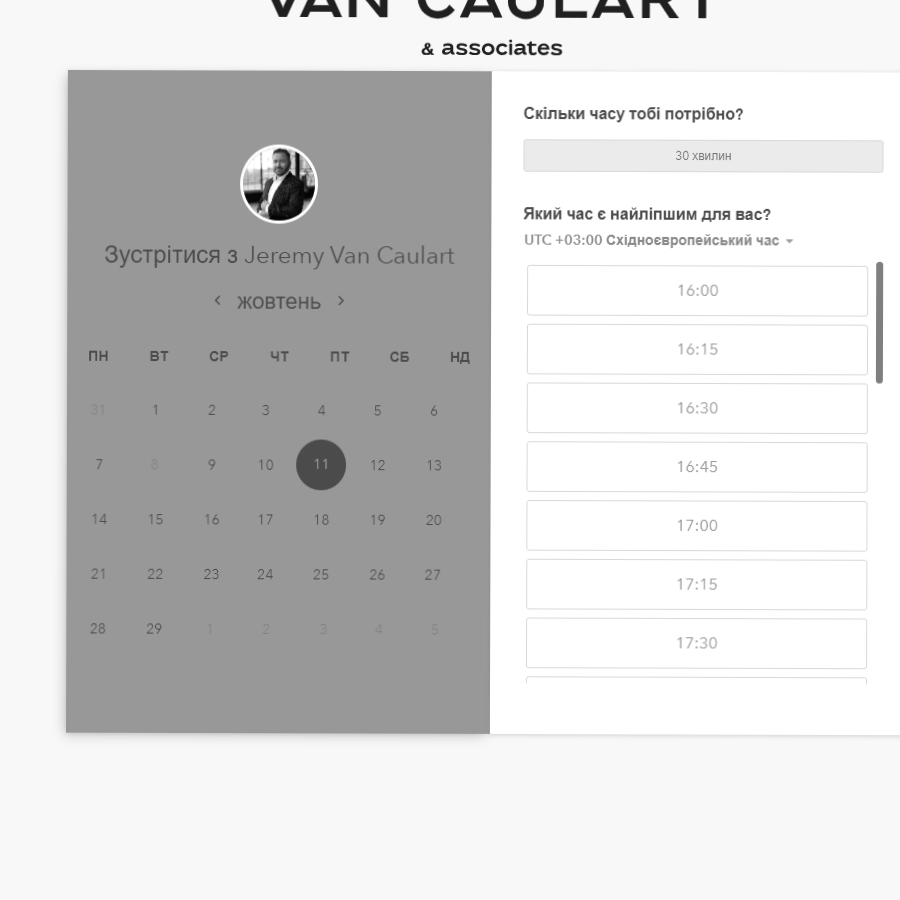 VAN CAULART
& associates
Зустрітися з Jeremy Van Caulart
жовтень
ПН ВТ СР ЧТ ПТ СБ НД
31 1 2 3 4 5 6
7 8 9 10 11 12 13
14 15 16 17 18 19 20
21 22 23 24 25 26 27
28 29 1 2 3 4 5
Скільки часу тобі потрібно?
30 хвилин
Який час є найліпшим для вас?
UTC +03:00 Східноєвропейський час
16:00
16:15
16:30
16:45
17:00
17:15
17:30